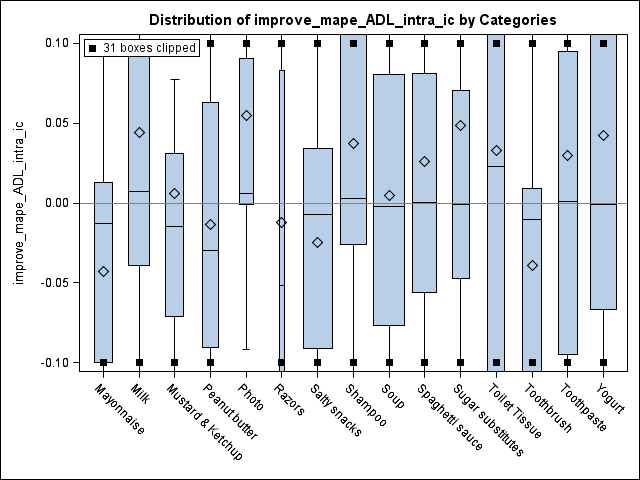 Distribution of improve_mape_ADL_intra_ic by Categories
31 boxes clipped
improve_mape_ADL_intra_ic
0.10
0.05
0.00
-0.05
-0.10
Mayonnaise
Milk
Mustard & Ketchup
Peanut butter
Photo
Razors
Salty snacks
Shampoo
Soup
Spaghetti sauce
Sugar substitutes
Toilet Tissue
Toothbrush
Toothpaste
Yogurt